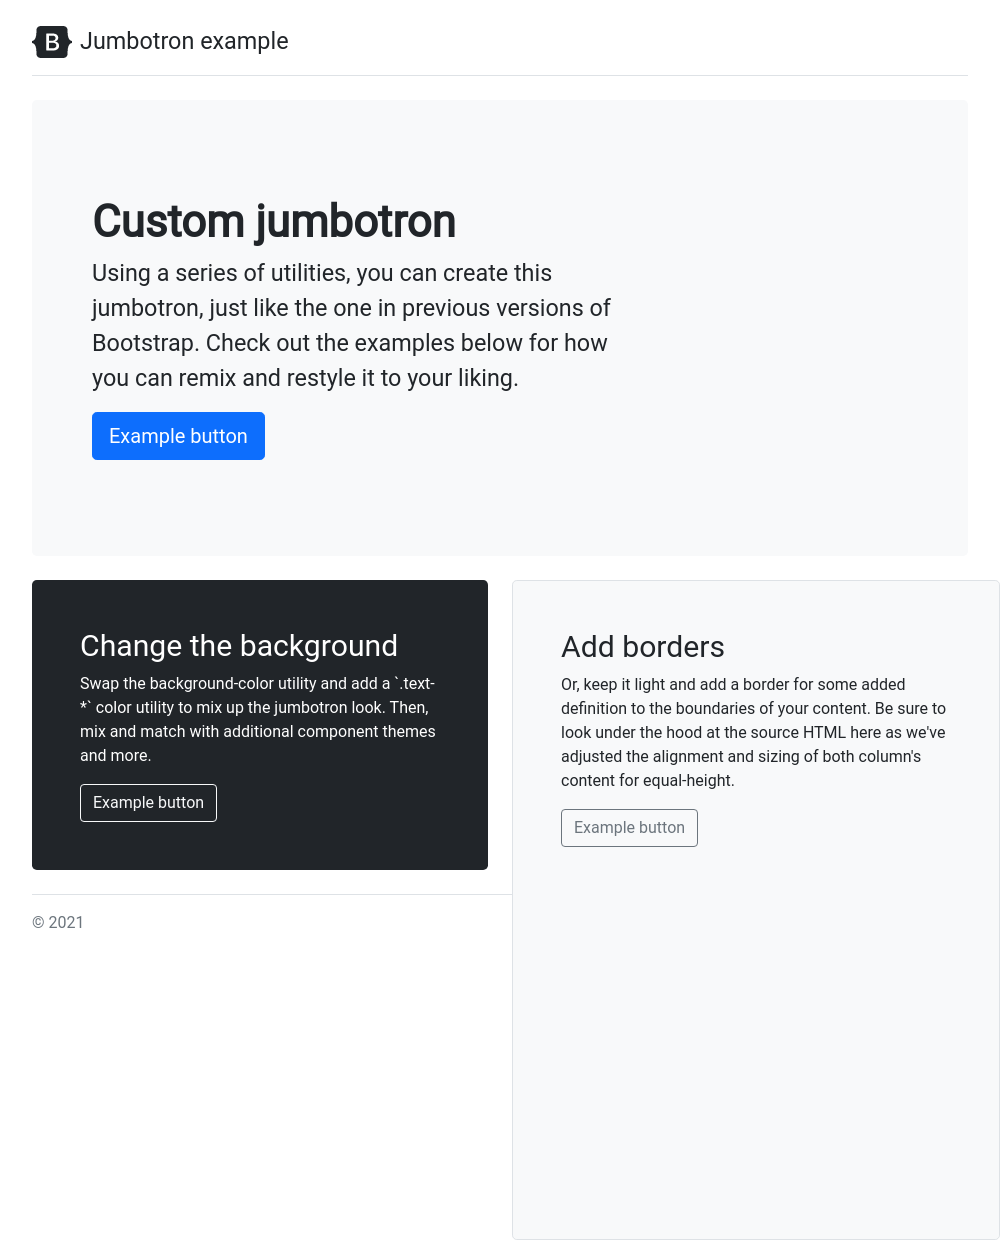 B Jumbotron example
Custom jumbotron
Using a series of utilities, you can create this
jumbotron, just like the one in previous versions of
Bootstrap. Check out the examples below for how
you can remix and restyle it to your liking.
Example button
Change the background
Swap the background-color utility and add a `.text-
*` color utility to mix up the jumbotron look. Then,
mix and match with additional component themes
and more.
Example button
Add borders
Or, keep it light and add a border for some added
definition to the boundaries of your content. Be sure to
look under the hood at the source HTML here as we've
adjusted the alignment and sizing of both column's
content for equal-height.
Example button
© 2021